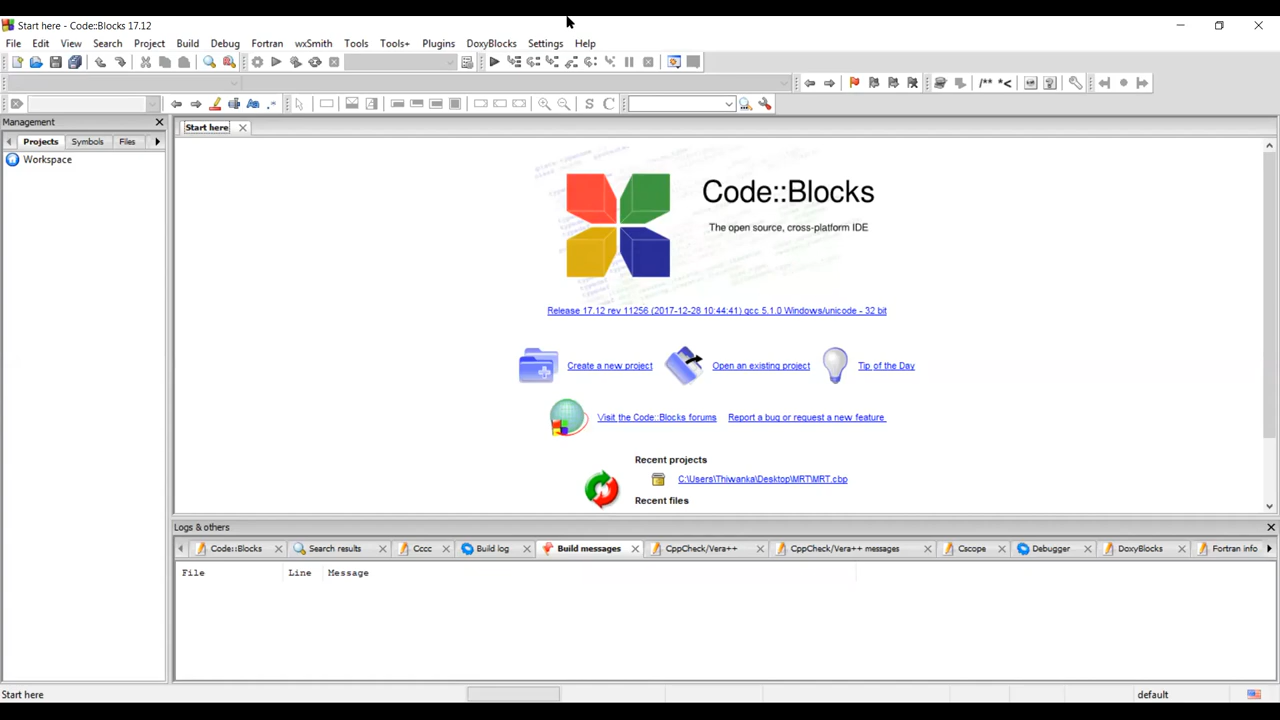 Start here - Code::Blocks 17.12
File Edit View Search Project Build Debug Fortran wxSmith Tools Tools+ Plugins DoxyBlocks Settings Help
/** *<
S C
Management
Start here
Projects Symbols Files
Workspace
Code::Blocks
The open source, cross-platform IDE
Release 17.12 rev 11256 (2017-12-28 10:44:41) gcc 5.1.0 Windows/unicode - 32 bit
Create a new project Open an existing project Tip of the Day
Visit the Code::Blocks forums Report a bug or request a new feature
Recent projects
C:\Users\Thiwanka\Desktop\MRT\MRT.cbp
Recent files
Logs & others
Code::Blocks Search results Cccc Build log Build messages CppCheck/Vera++ CppCheck/Vera++ messages Cscope Debugger DoxyBlocks Fortran info
File Line Message
Start here default